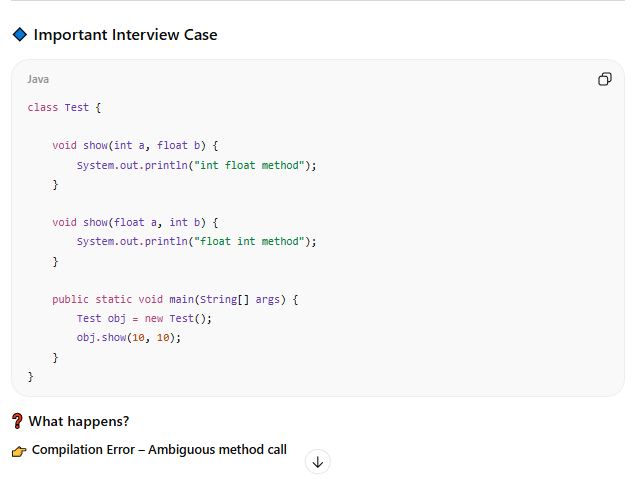 Important Interview Case
Java
class Test {
void show(int a, float b) {
System.out.println("int float method");
}
void show(float a, int b) {
System.out.println("float int method");
}
public static void main(String[] args) {
Test obj = new Test();
obj.show(10, 10);
}
}
❓ What happens?
👉 Compilation Error – Ambiguous method call